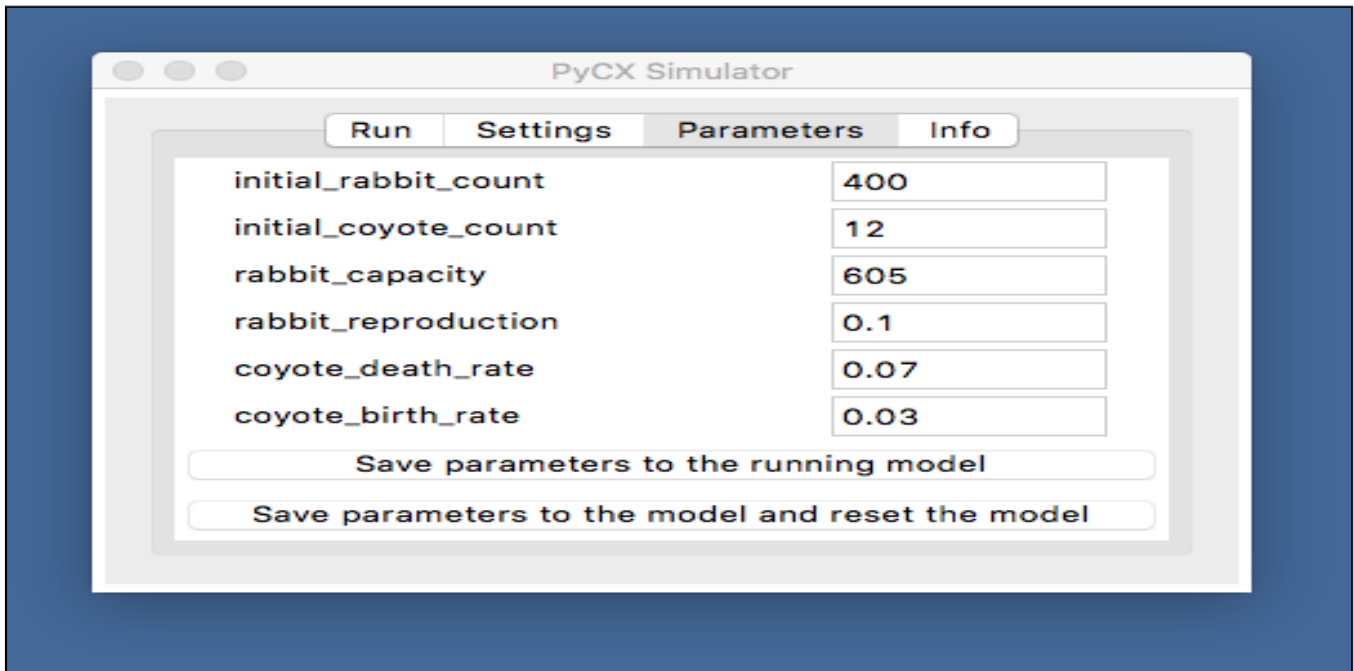 PyCX Simulator
Run Settings Parameters Info
initial_rabbit_count 400
initial_coyote_count 12
rabbit_capacity 605
rabbit_reproduction 0.1
coyote_death_rate 0.07
coyote_birth_rate 0.03
Save parameters to the running model
Save parameters to the model and reset the model